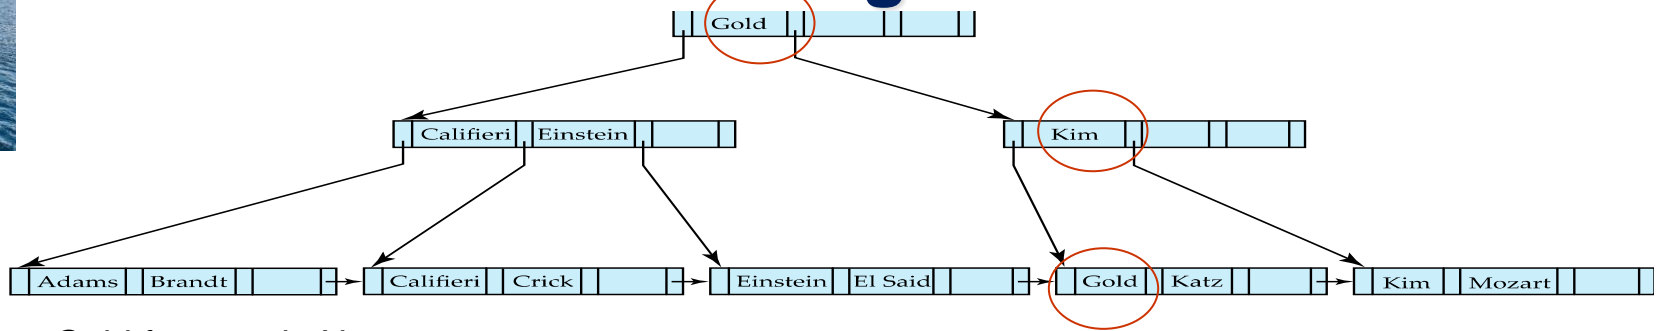 Gold
Califieri Einstein
Kim
Adams Brandt
Califieri Crick
Einstein El Said
Gold Katz
Kim Mozart